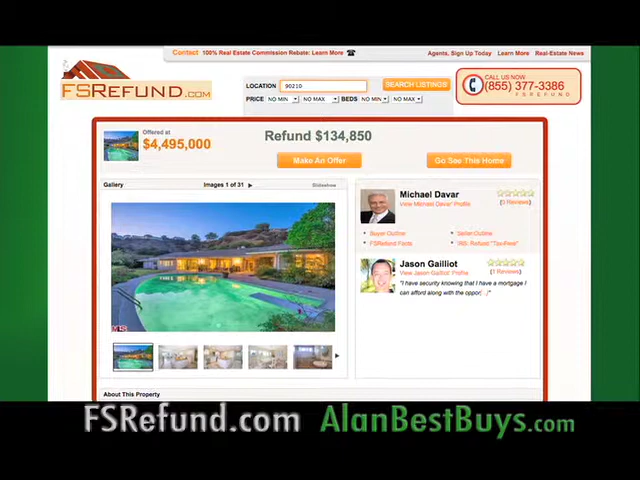 Contact 100% Real Estate Commission Rebate: Learn More
Agents, Sign Up Today Learn More Real-Estate News
FSREFUND.COM
LOCATION 90210 SEARCH LISTINGS
PRICE NO MIN NO MAX BEDS NO MIN NO MAX
CALL US NOW
(855) 377-3386
FSREFUND
Offered at
$4,495,000
Refund $134,850
Make An Offer
Go See This Home
Gallery Images 1 of 31 Slideshow
MLS
Michael Davar
View Michael Davar' Profile
(0 Reviews)
Buyer Outline
Seller Outline
FSRefund Facts
Jason Gailliot
View Jason Gailliot' Profile
(1 Reviews)
"I have security knowing that I have a mortgage I
can afford along with the oppor[...]"
About This Property
FSRefund.com AlanBestBuys.com